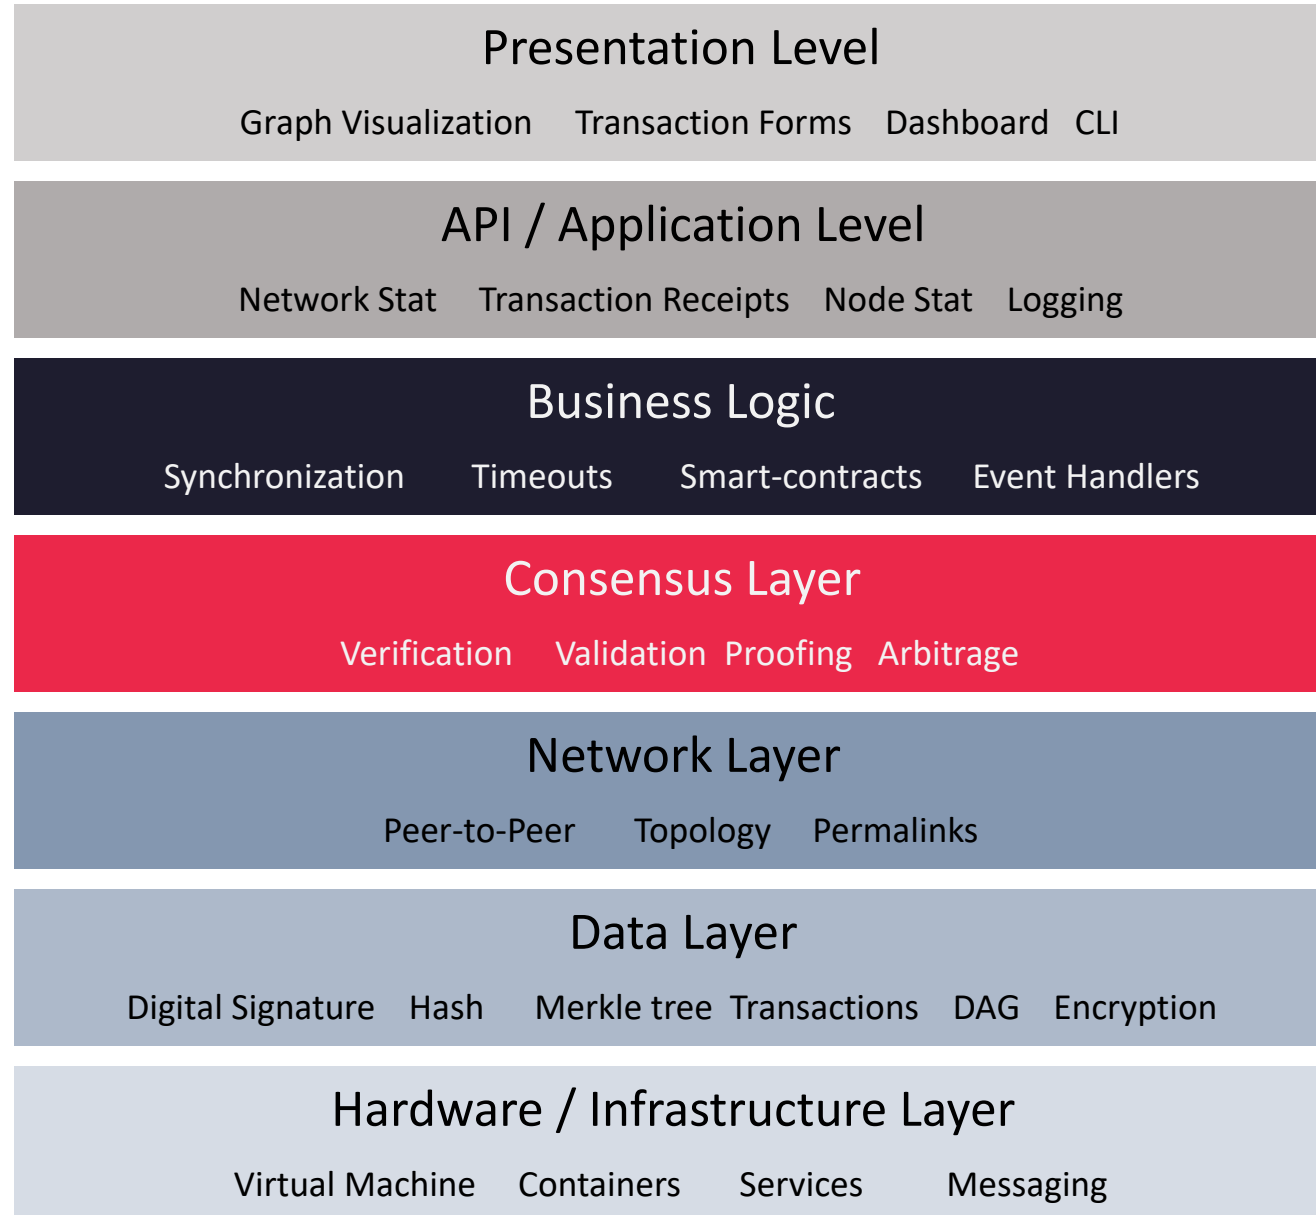 Presentation Level
Graph Visualization Transaction Forms Dashboard CLI
API / Application Level
Network Stat Transaction Receipts Node Stat Logging
Business Logic
Synchronization Timeouts Smart-contracts Event Handlers
Consensus Layer
Verification Validation Proofing Arbitrage
Network Layer
Peer-to-Peer Topology Permalinks
Data Layer
Digital Signature Hash Merkle tree Transactions DAG Encryption
Hardware / Infrastructure Layer
Virtual Machine Containers Services Messaging